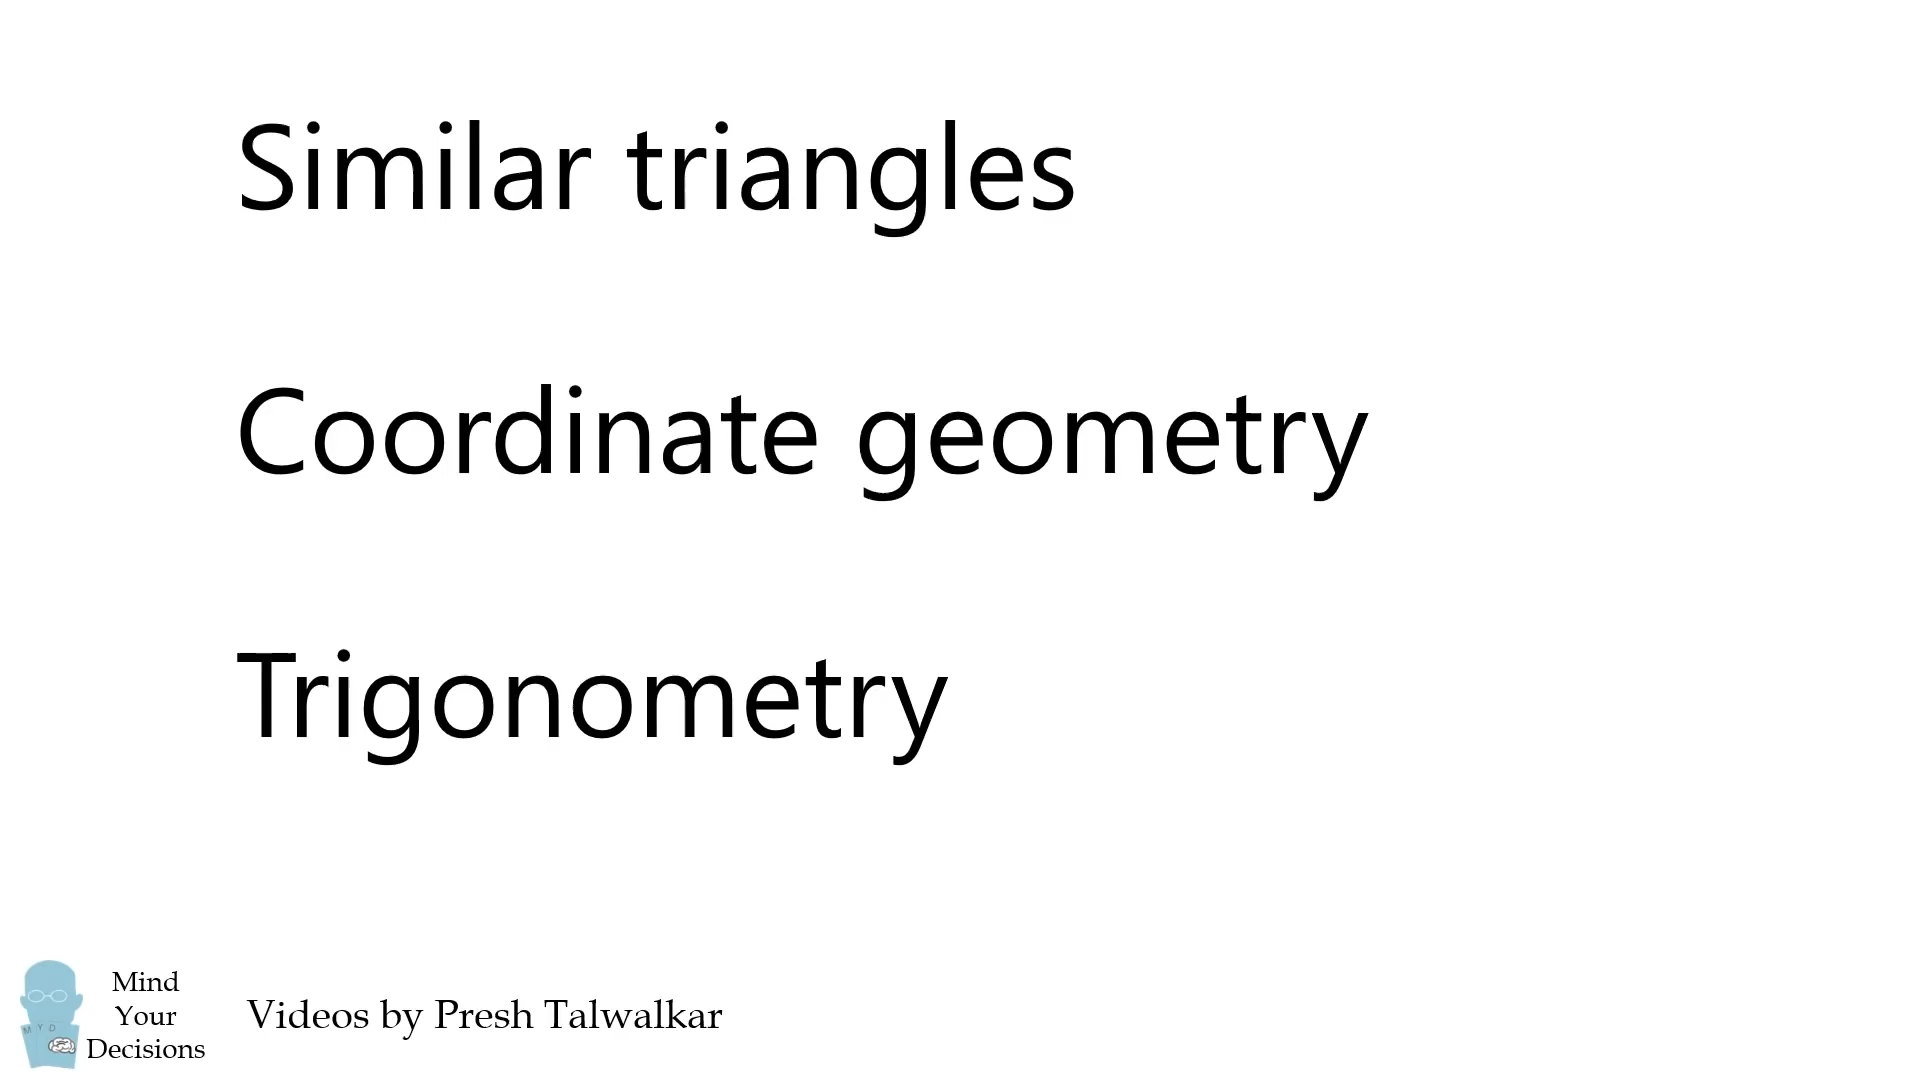 Similar triangles
Coordinate geometry
Trigonometry
Mind
Your
Decisions
M Y D
Videos by Presh Talwalkar